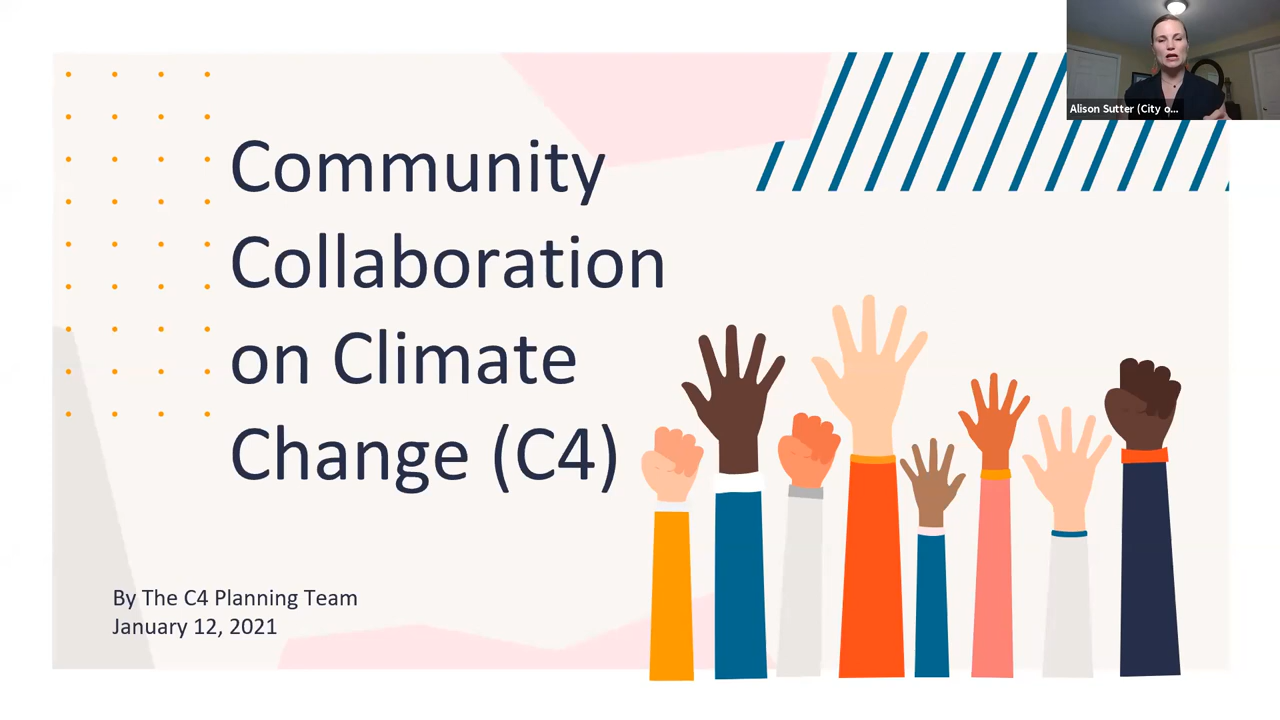 Alison Sutter (City o...
Community
Collaboration
on Climate
Change (C4)
By The C4 Planning Team
January 12, 2021